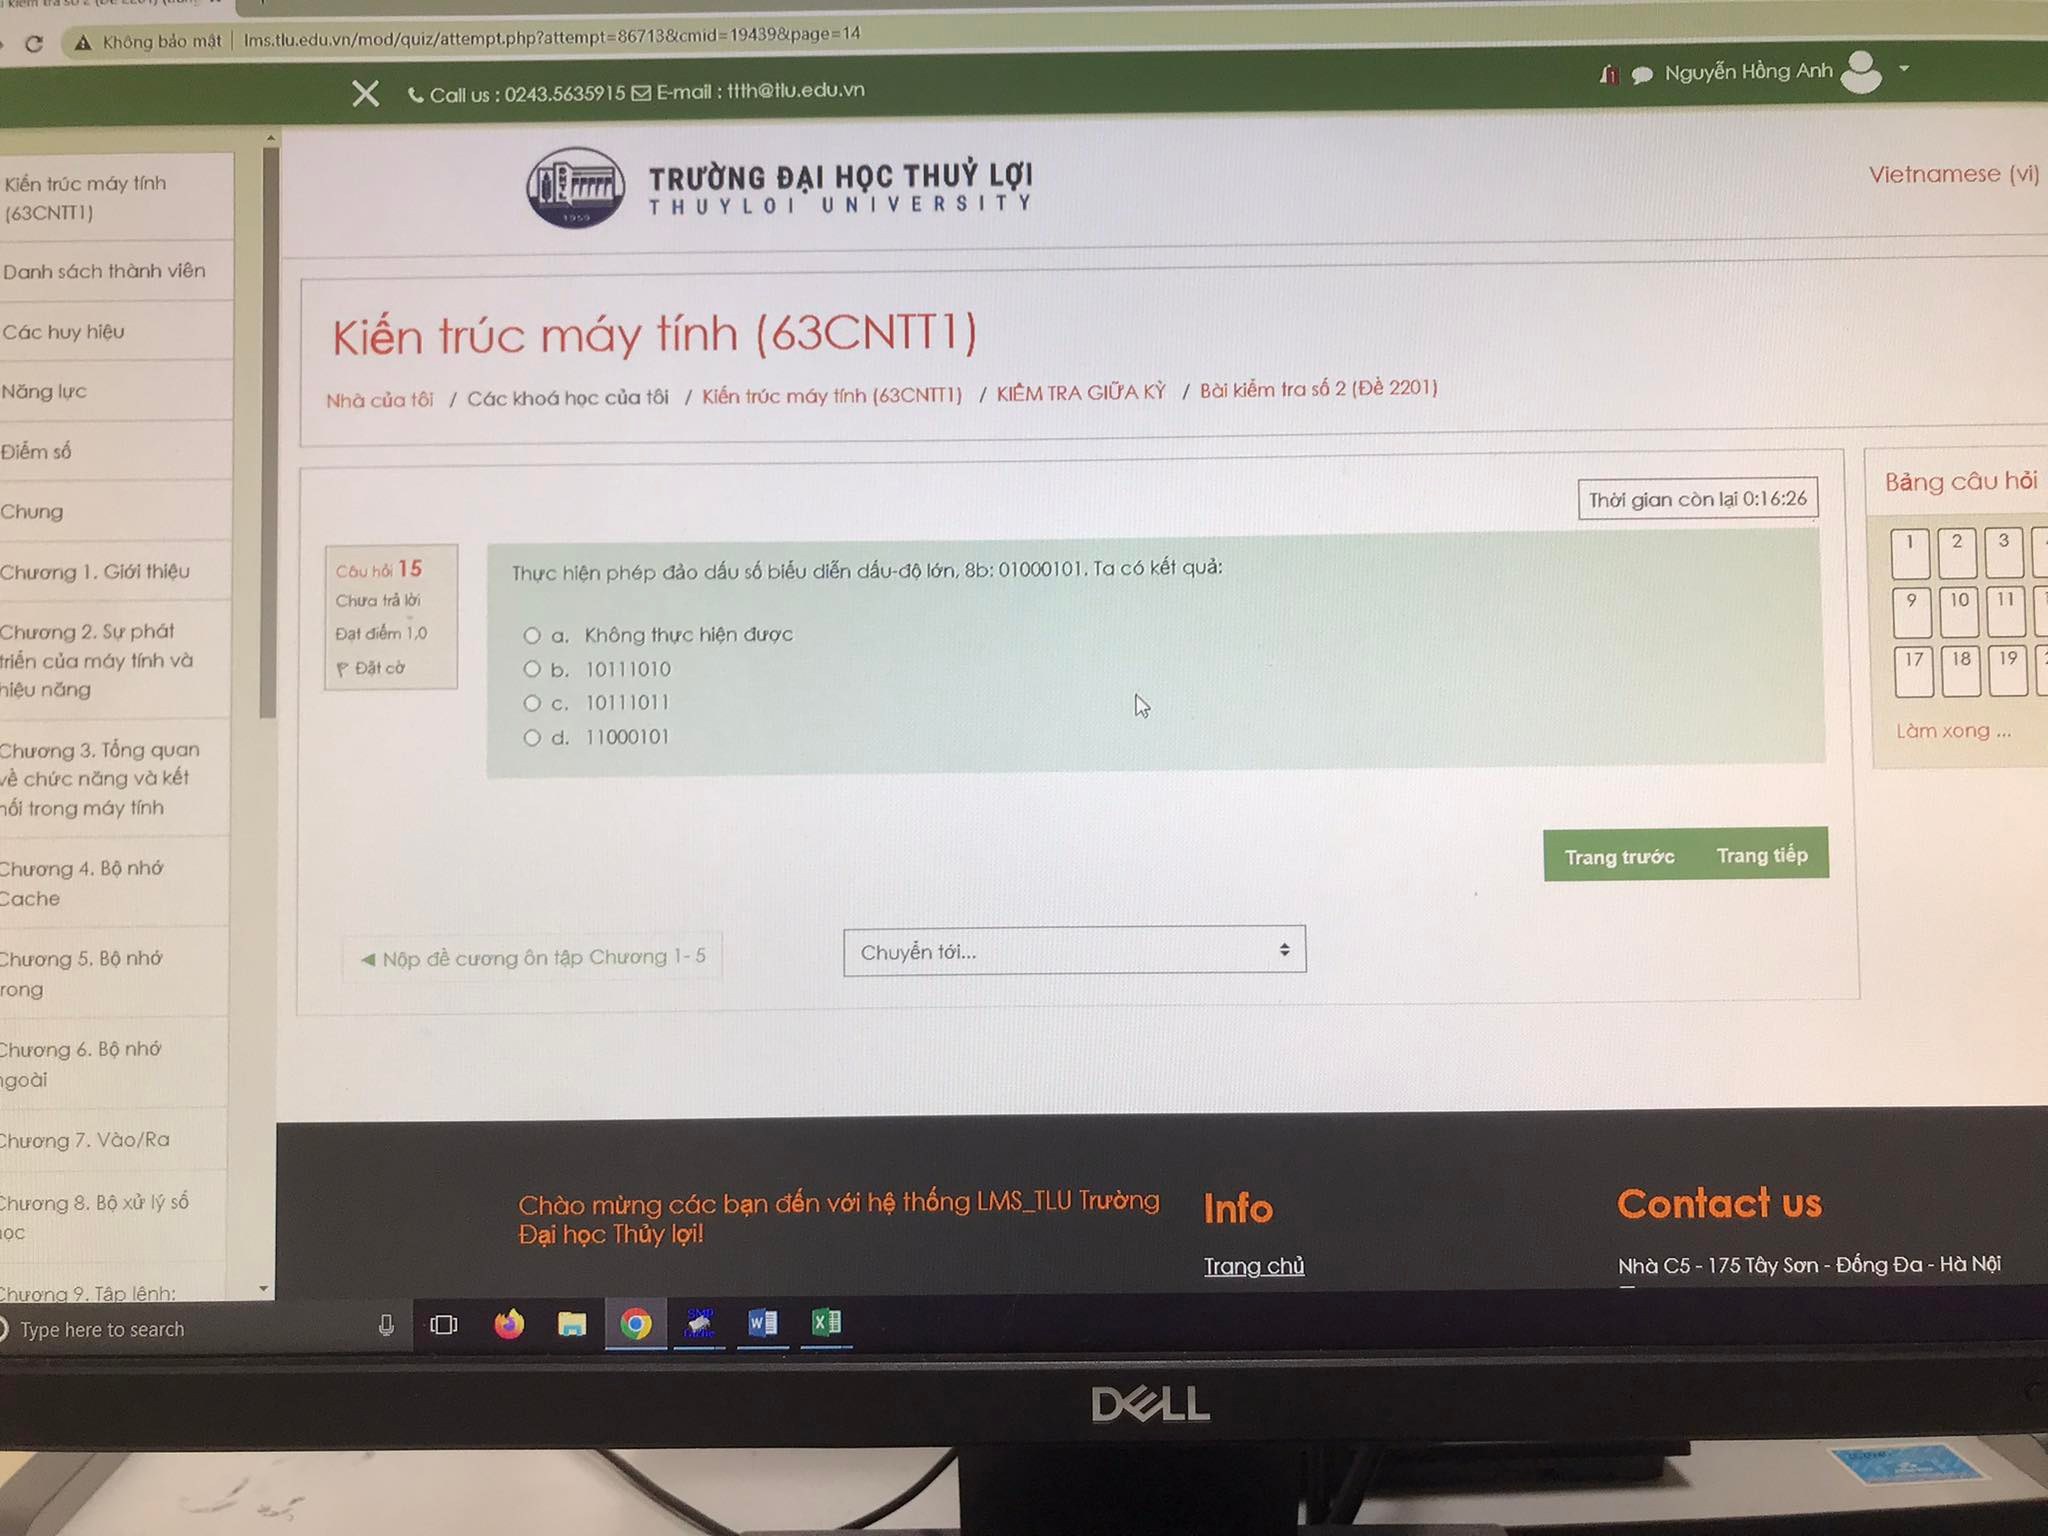 Không bảo mật | lms.tlu.edu.vn/mod/quiz/attempt.php?attempt=86713&cmid=19439&page=14
Call us : 0243.5635915 E-mail : ttth@tlu.edu.vn
1 Nguyễn Hồng Anh
TRƯỜNG ĐẠI HỌC THUỶ LỢI
THUYLOI UNIVERSITY
1959
Vietnamese (vi)
Kiến trúc máy tính
(63CNTT1)
Danh sách thành viên
Các huy hiệu
Năng lực
Điểm số
Chung
Chương 1. Giới thiệu
Chương 2. Sự phát
triển của máy tính và
hiệu năng
Chương 3. Tổng quan
về chức năng và kết
nối trong máy tính
Chương 4. Bộ nhớ
Cache
Chương 5. Bộ nhớ
trong
Chương 6. Bộ nhớ
ngoài
Chương 7. Vào/Ra
Chương 8. Bộ xử lý số
học
Chương 9. Tập lệnh:
Kiến trúc máy tính (63CNTT1)
Nhà của tôi / Các khoá học của tôi / Kiến trúc máy tính (63CNTT1) / KIỂM TRA GIỮA KỲ / Bài kiểm tra số 2 (Đề 2201)
Thời gian còn lại 0:16:26
Câu hỏi 15
Chưa trả lời
Đạt điểm 1,0
Đặt cờ
Thực hiện phép đảo dấu số biểu diễn dấu-độ lớn, 8b: 01000101. Ta có kết quả:
a. Không thực hiện được
b. 10111010
c. 10111011
d. 11000101
Trang trước Trang tiếp
◄ Nộp đề cương ôn tập Chương 1- 5
Chuyển tới...
Bảng câu hỏi
1 2 3
9 10 11
17 18 19
Làm xong ...
Chào mừng các bạn đến với hệ thống LMS_TLU Trường
Đại học Thủy lợi!
Info
Trang chủ
Contact us
Nhà C5 - 175 Tây Sơn - Đống Đa - Hà Nội
Type here to search
DELL